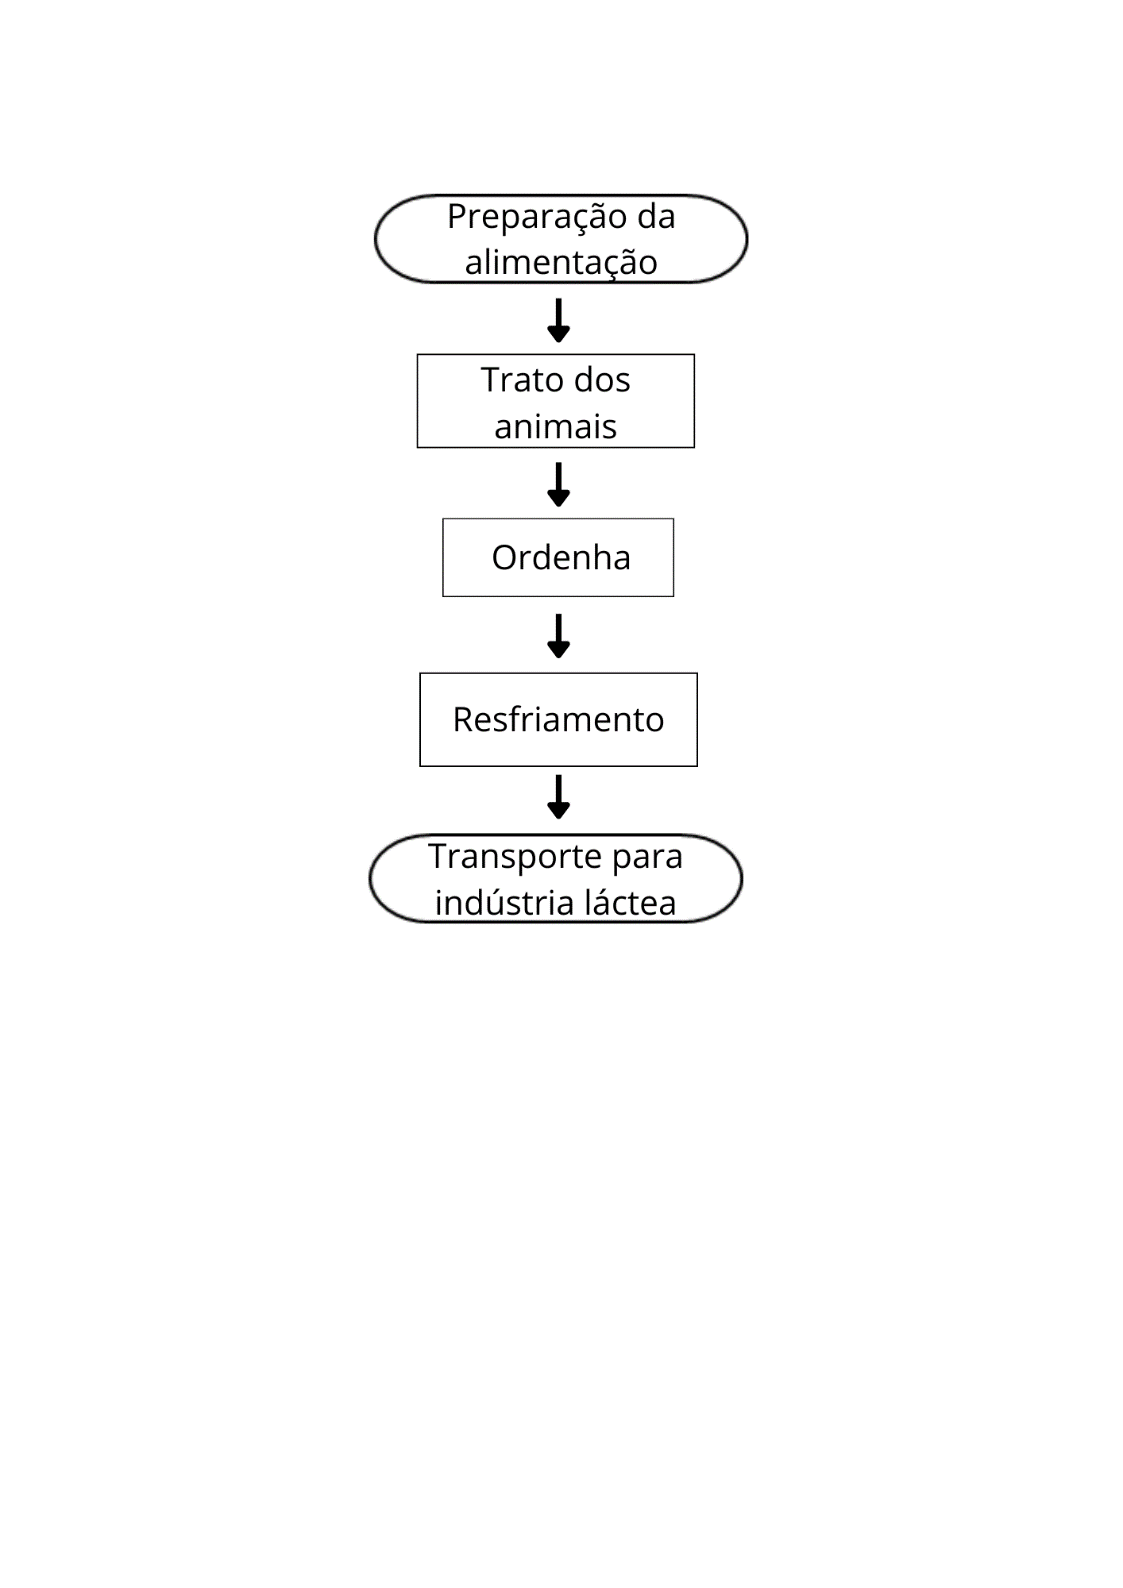 Preparação da
alimentação
Trato dos
animais
Ordenha
Resfriamento
Transporte para
indústria láctea